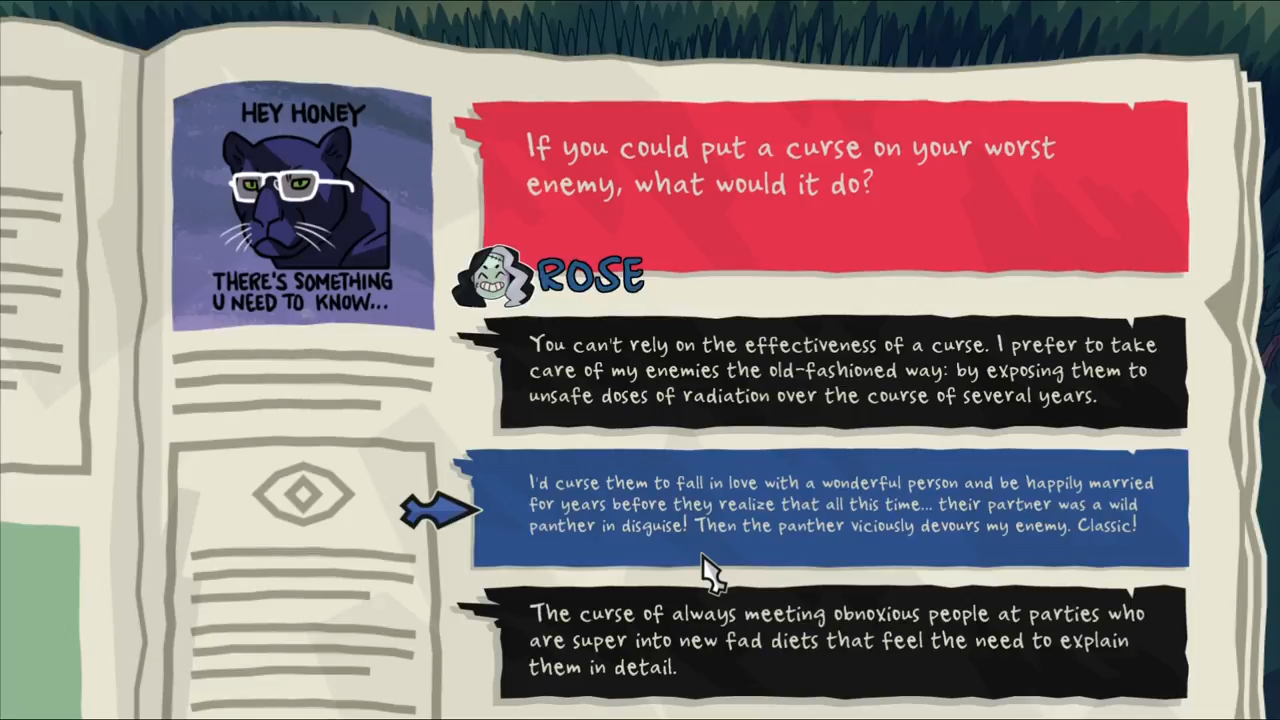 HEY HONEY
THERE'S SOMETHING
U NEED TO KNOW...
If you could put a curse on your worst
enemy, what would it do?
ROSE
You can't rely on the effectiveness of a curse. I prefer to take
care of my enemies the old-fashioned way: by exposing them to
unsafe doses of radiation over the course of several years.
I'd curse them to fall in love with a wonderful person and be happily married
for years before they realize that all this time... their partner was a wild
panther in disguise! Then the panther viciously devours my enemy. Classic!
The curse of always meeting obnoxious people at parties who
are super into new fad diets that feel the need to explain
them in detail.